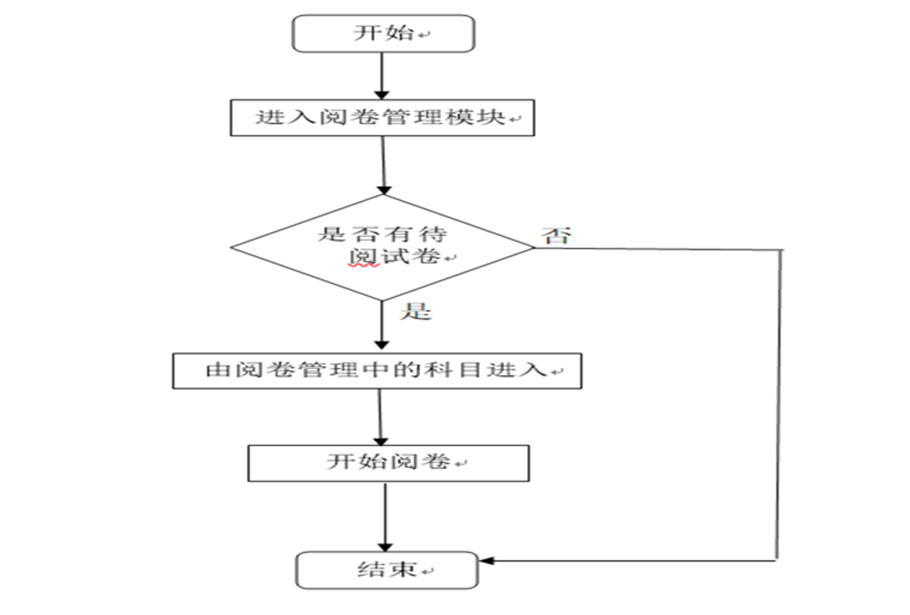 开始
进入阅卷管理模块
是否有待
阅试卷
否
是
由阅卷管理中的科目进入
开始阅卷
结束